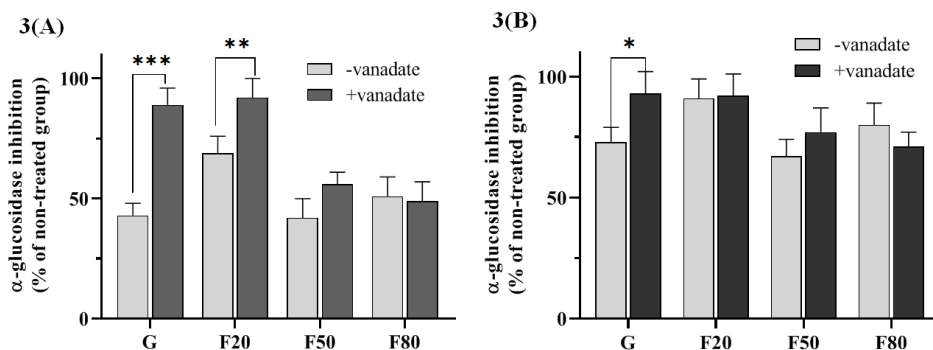 3(A)
α-glucosidase inhibition
(% of non-treated group)
100
50
0
***
**
-vanadate
+vanadate
G F20 F50 F80
3(B)
α-glucosidase inhibition
(% of non-treated group)
100
50
0
*
-vanadate
+vanadate
G F20 F50 F80